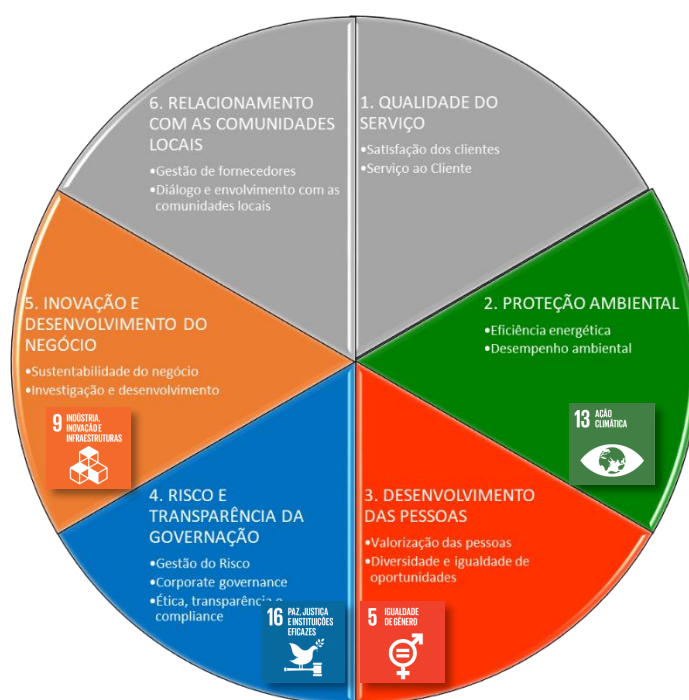 1. QUALIDADE DO
SERVIÇO
•Satisfação dos clientes
•Serviço ao Cliente
2. PROTEÇÃO AMBIENTAL
•Eficiência energética
•Desempenho ambiental
13 AÇÃO
CLIMÁTICA
3. DESENVOLVIMENTO
DAS PESSOAS
•Valorização das pessoas
•Diversidade e igualdade de
oportunidades
5 IGUALDADE
DE GÉNERO
4. RISCO E
TRANSPARÊNCIA DA
GOVERNAÇÃO
•Gestão do Risco
•Corporate governance
•Ética, transparência e
compliance
16 PAZ, JUSTIÇA
E INSTITUIÇÕES
EFICAZES
5. INOVAÇÃO E
DESENVOLVIMENTO DO
NEGÓCIO
•Sustentabilidade do negócio
•Investigação e desenvolvimento
9 INDÚSTRIA,
INOVAÇÃO E
INFRAESTRUTURAS
6. RELACIONAMENTO
COM AS COMUNIDADES
LOCAIS
•Gestão de fornecedores
•Diálogo e envolvimento com as
comunidades locais